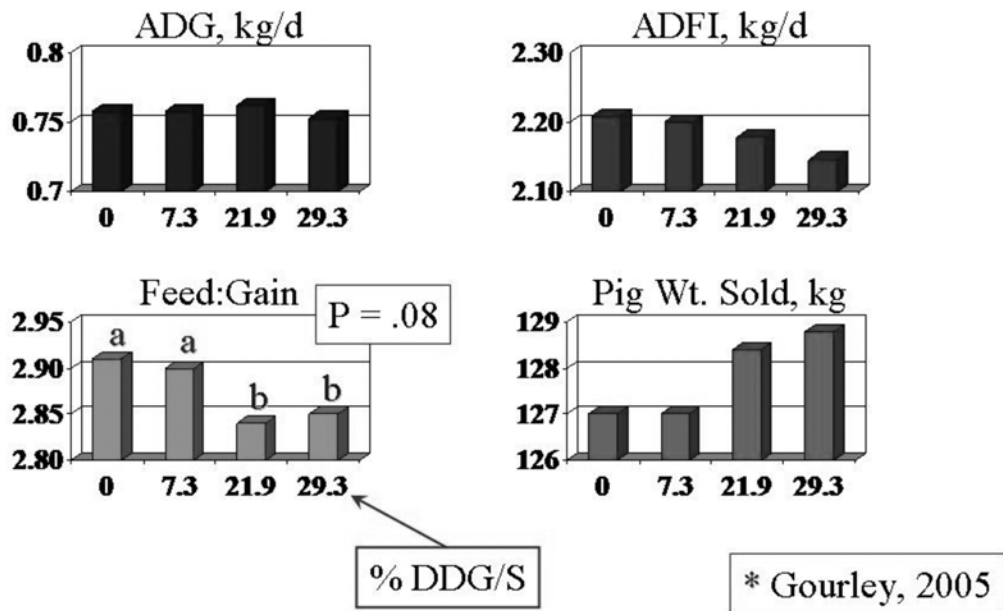 ADG, kg/d
0.8
0.75
0.7
0 7.3 21.9 29.3
ADFI, kg/d
2.30
2.20
2.10
0 7.3 21.9 29.3
Feed:Gain
P = .08
2.95
2.90
2.85
2.80
a a b b
0 7.3 21.9 29.3
Pig Wt. Sold, kg
129
128
127
126
0 7.3 21.9 29.3
% DDG/S
* Gourley, 2005